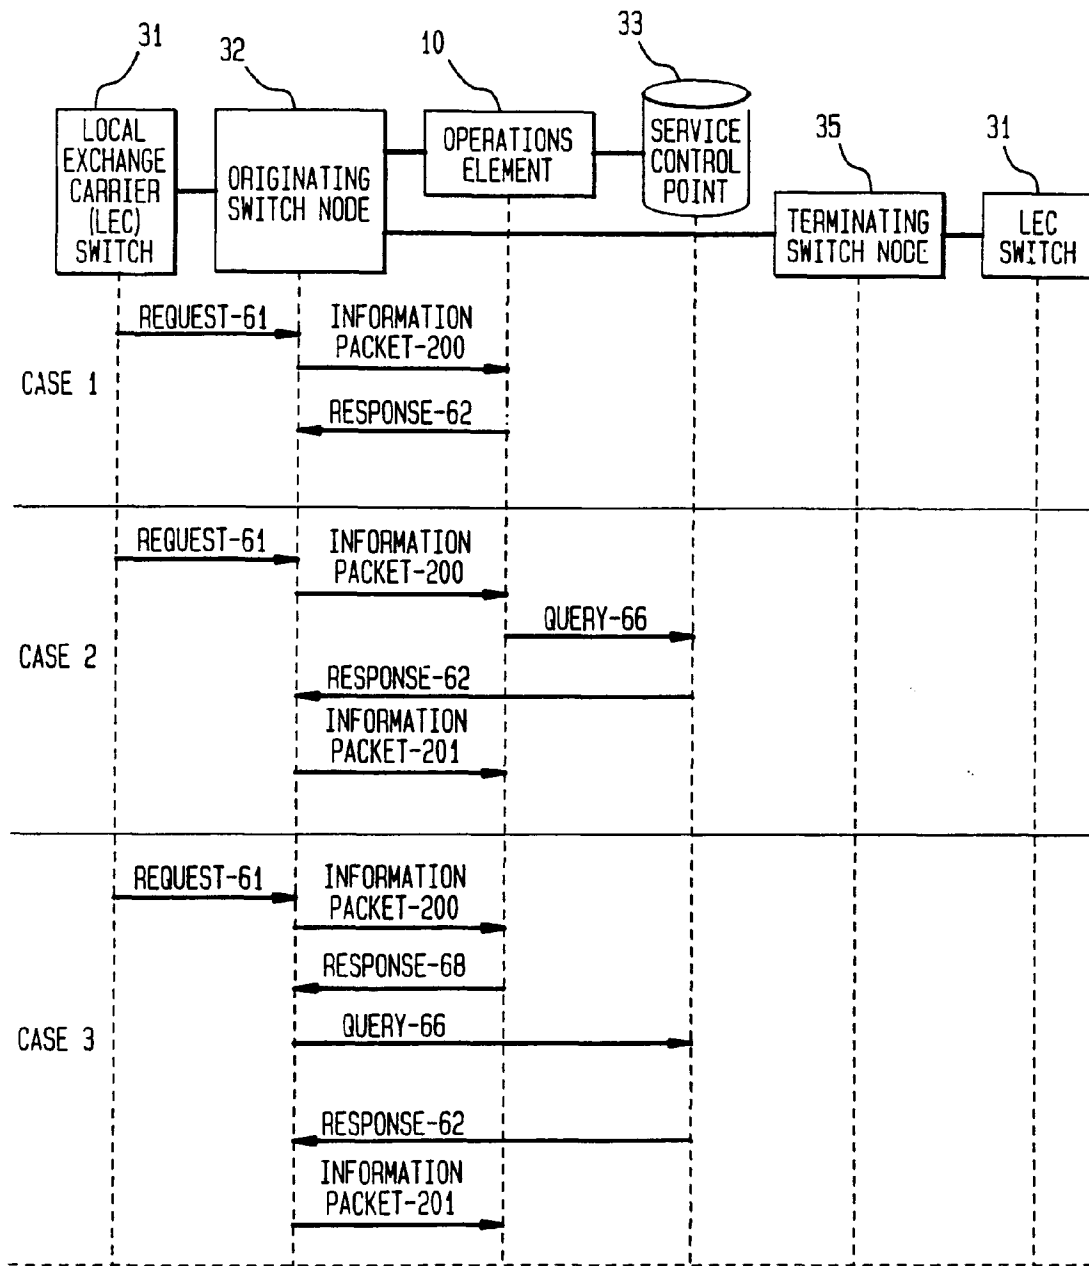 31
32
10
33
35
31
LOCAL
EXCHANGE
CARRIER
(LEC)
SWITCH
ORIGINATING
SWITCH NODE
OPERATIONS
ELEMENT
SERVICE
CONTROL
POINT
TERMINATING
SWITCH NODE
LEC
SWITCH
CASE 1
REQUEST-61
INFORMATION
PACKET-200
RESPONSE-62
CASE 2
REQUEST-61
INFORMATION
PACKET-200
QUERY-66
RESPONSE-62
INFORMATION
PACKET-201
CASE 3
REQUEST-61
INFORMATION
PACKET-200
RESPONSE-68
QUERY-66
RESPONSE-62
INFORMATION
PACKET-201